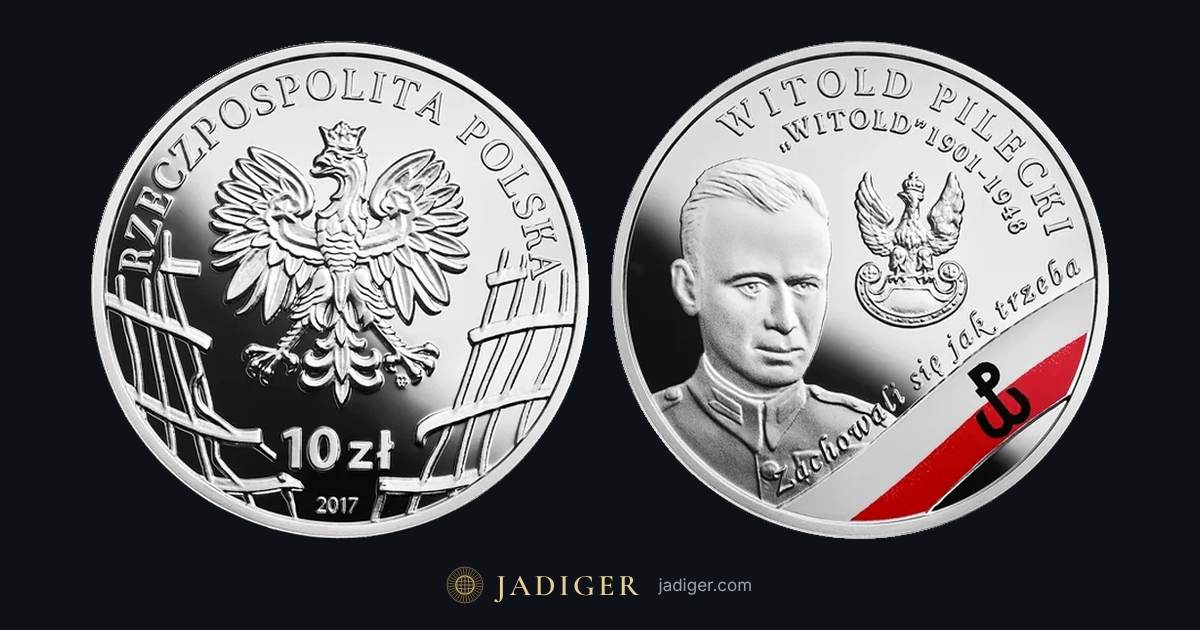 RZECZPOSPOLITA POLSKA
10 zł
2017
WITOLD PILECKI
„WITOLD” 1901-1948
Zachowali się jak trzeba
JADIGER
jadiger.com